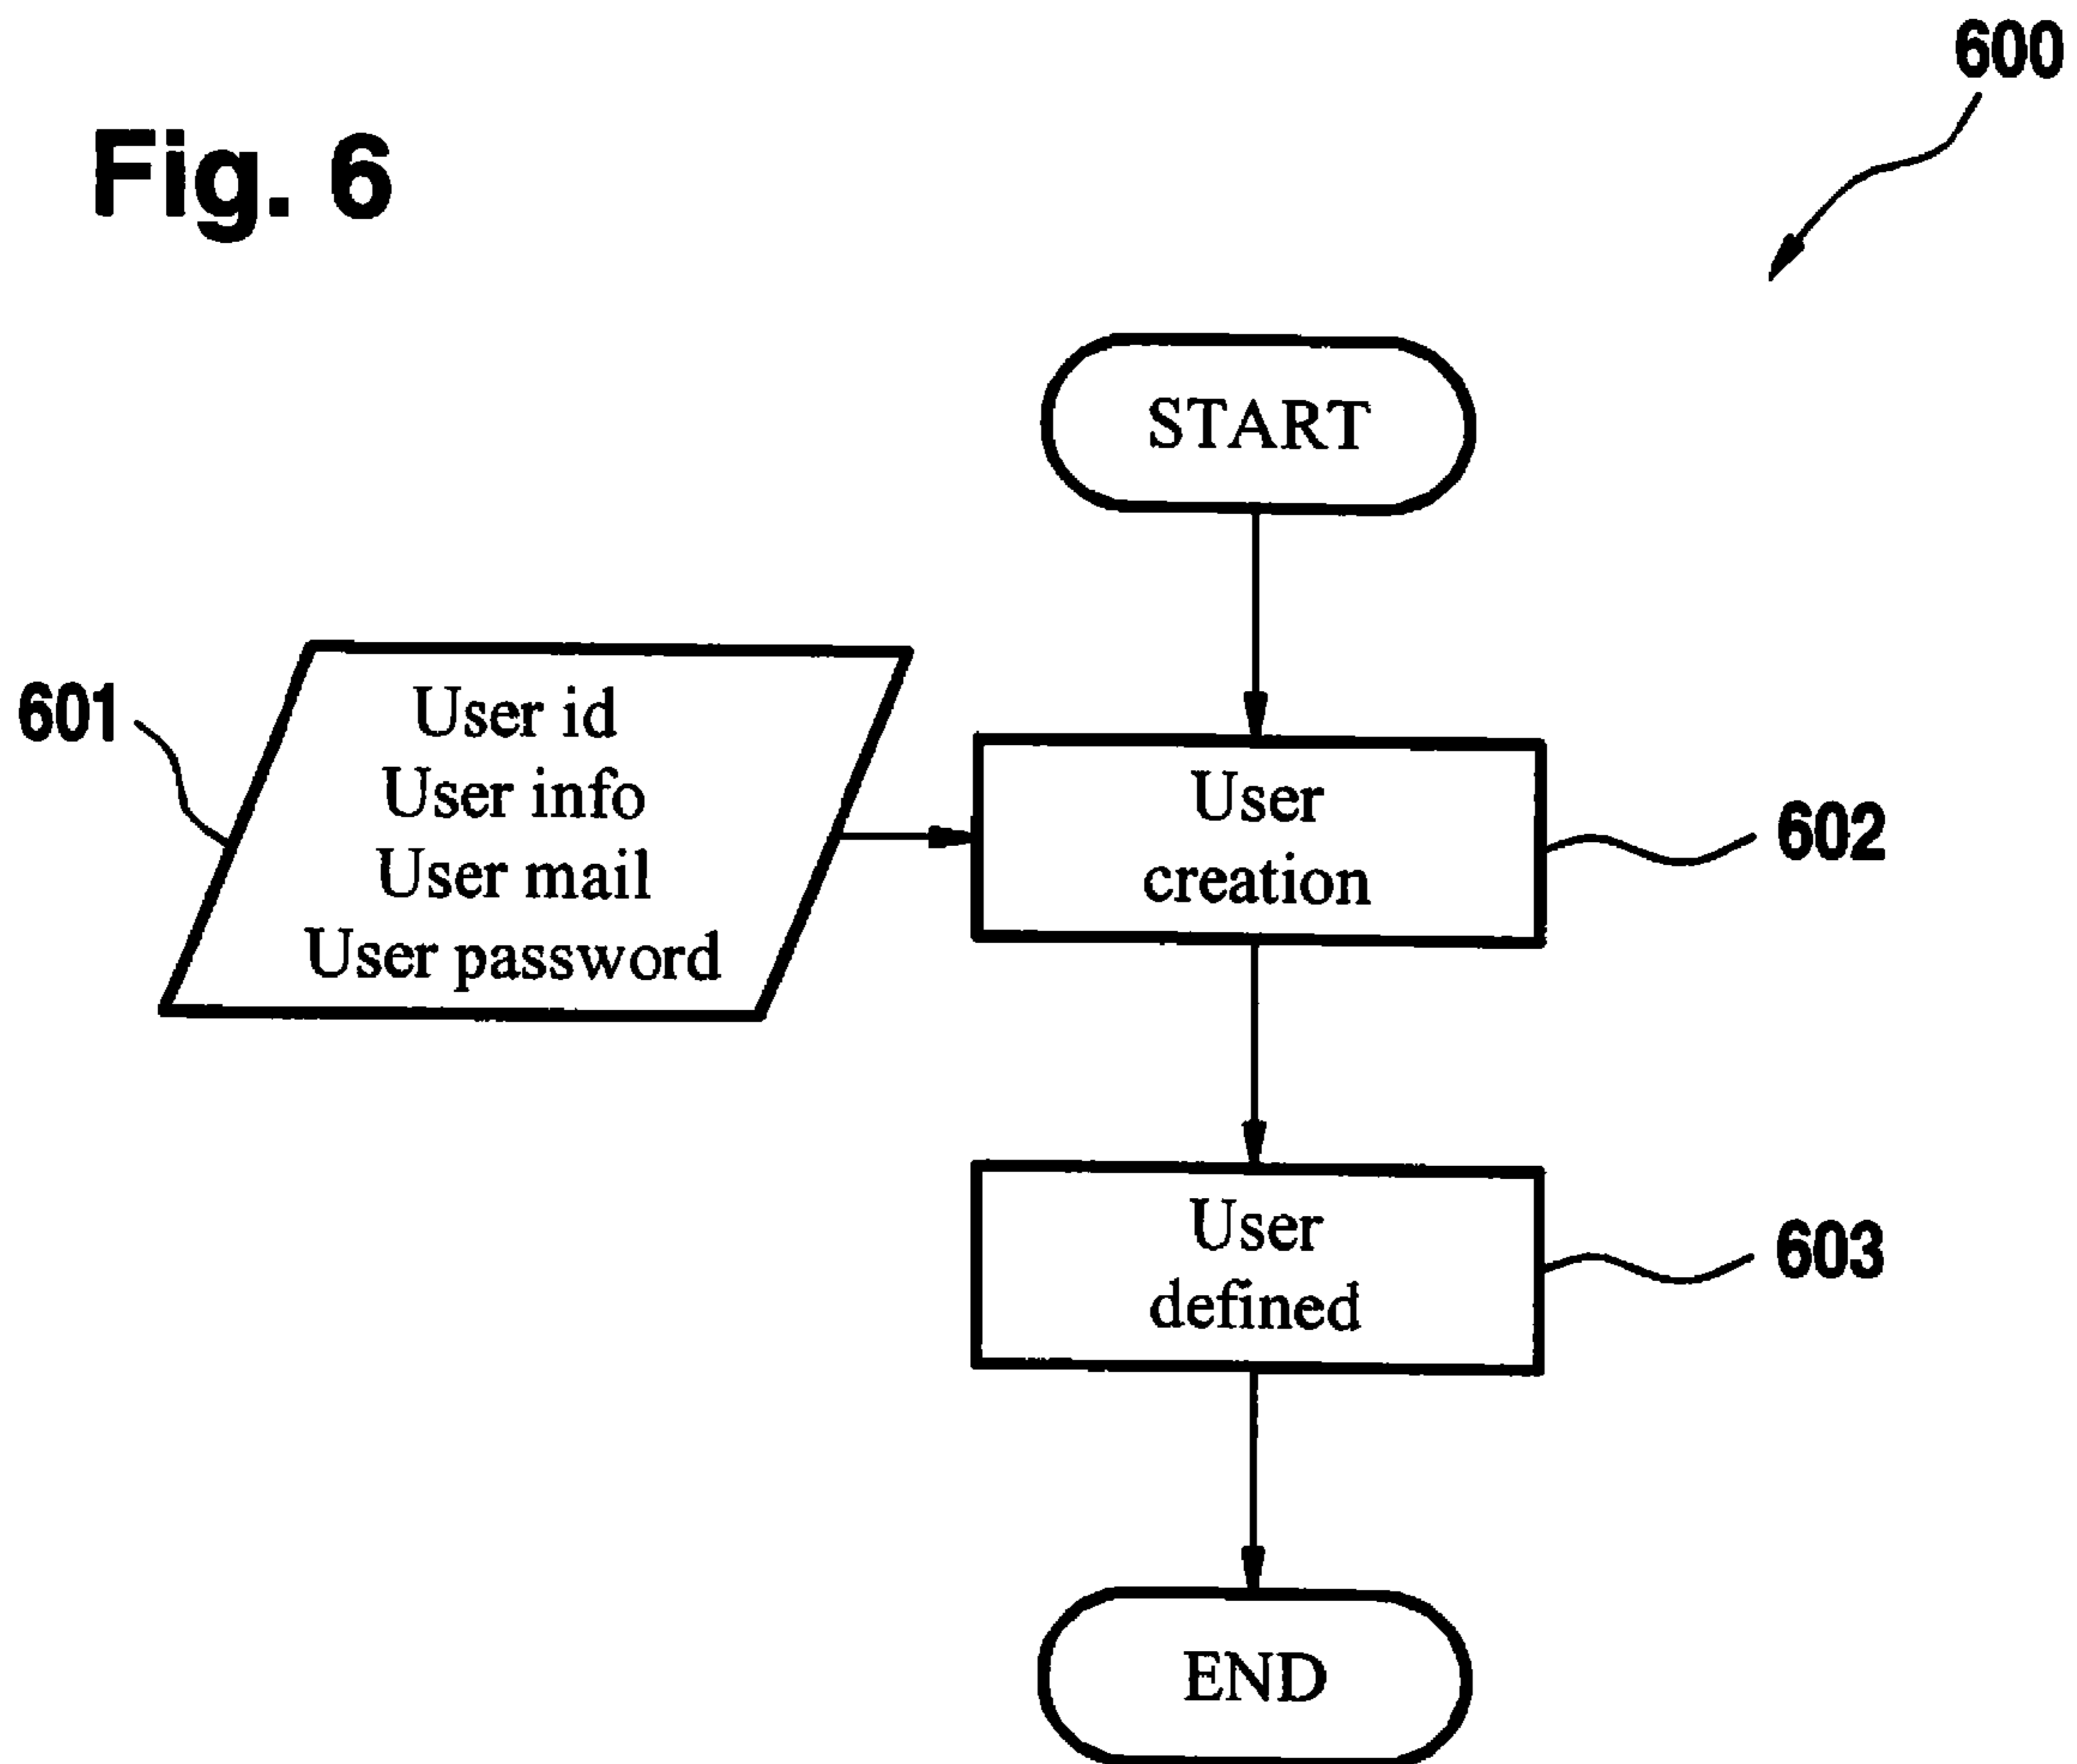 600
Fig. 6
START
601
User id
User info
User mail
User password
User
creation
602
User
defined
603
END